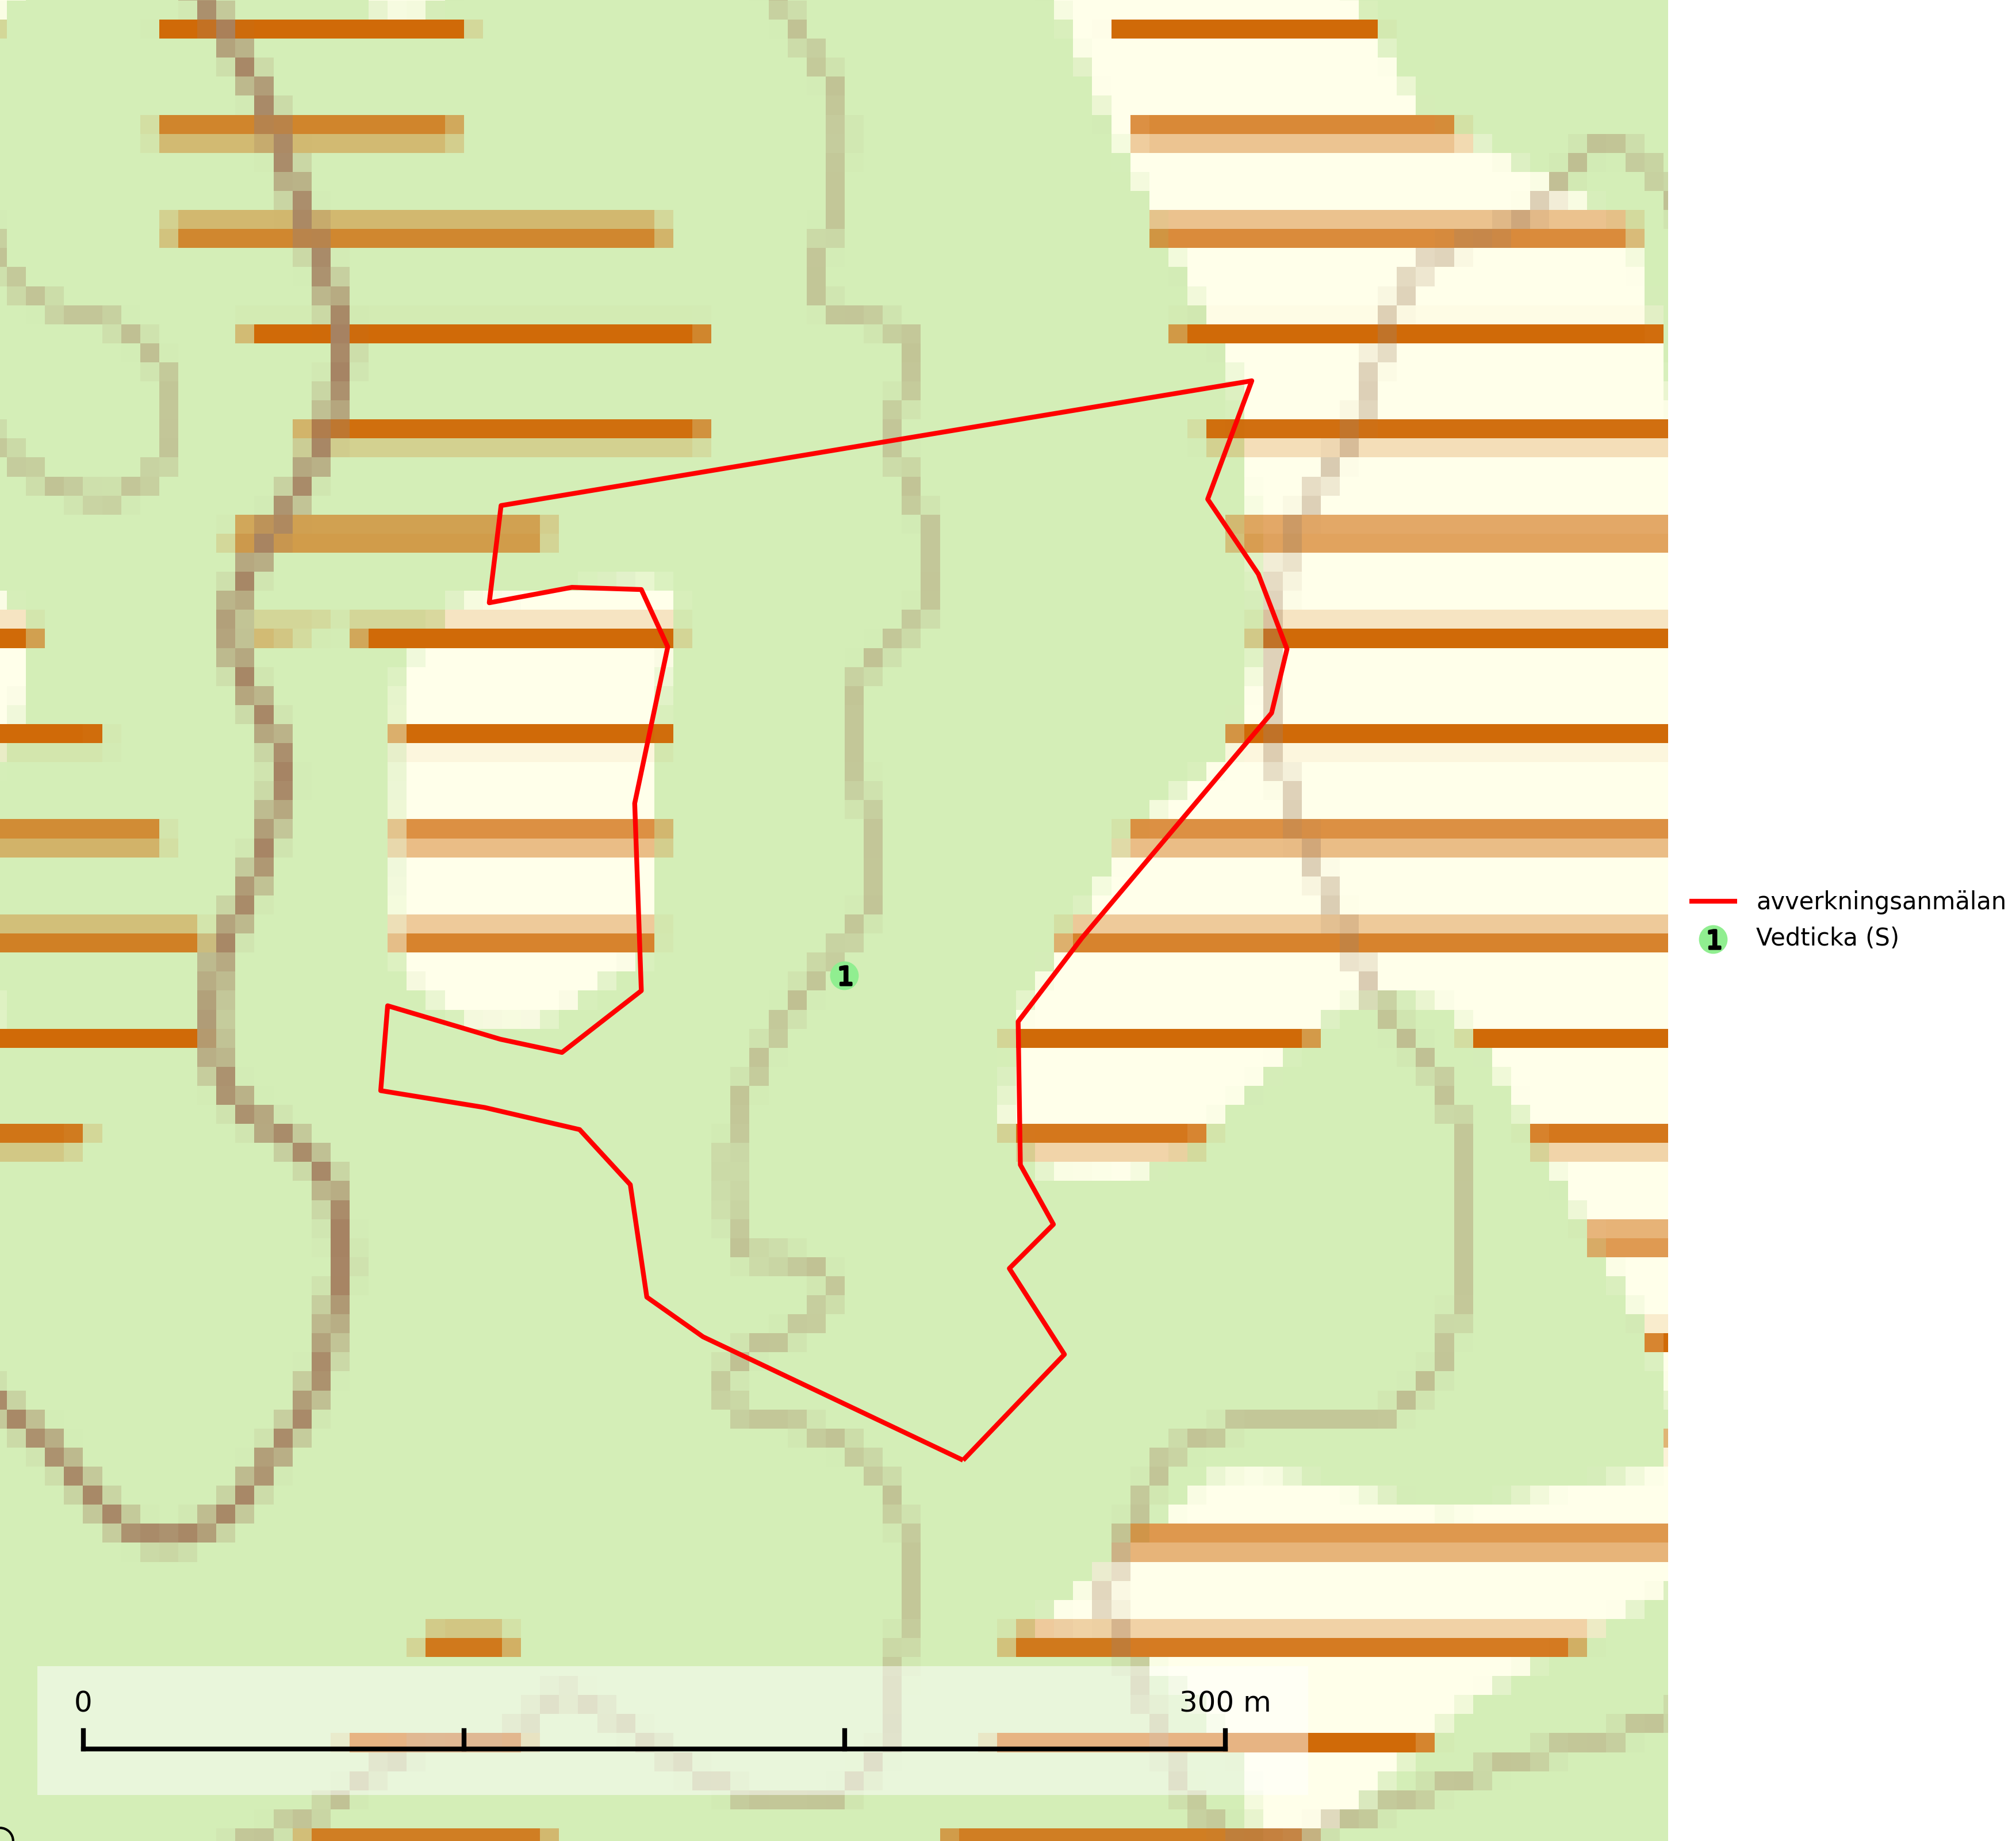 avverkningsanmälan
1 Vedticka (S)
1
0 300 m